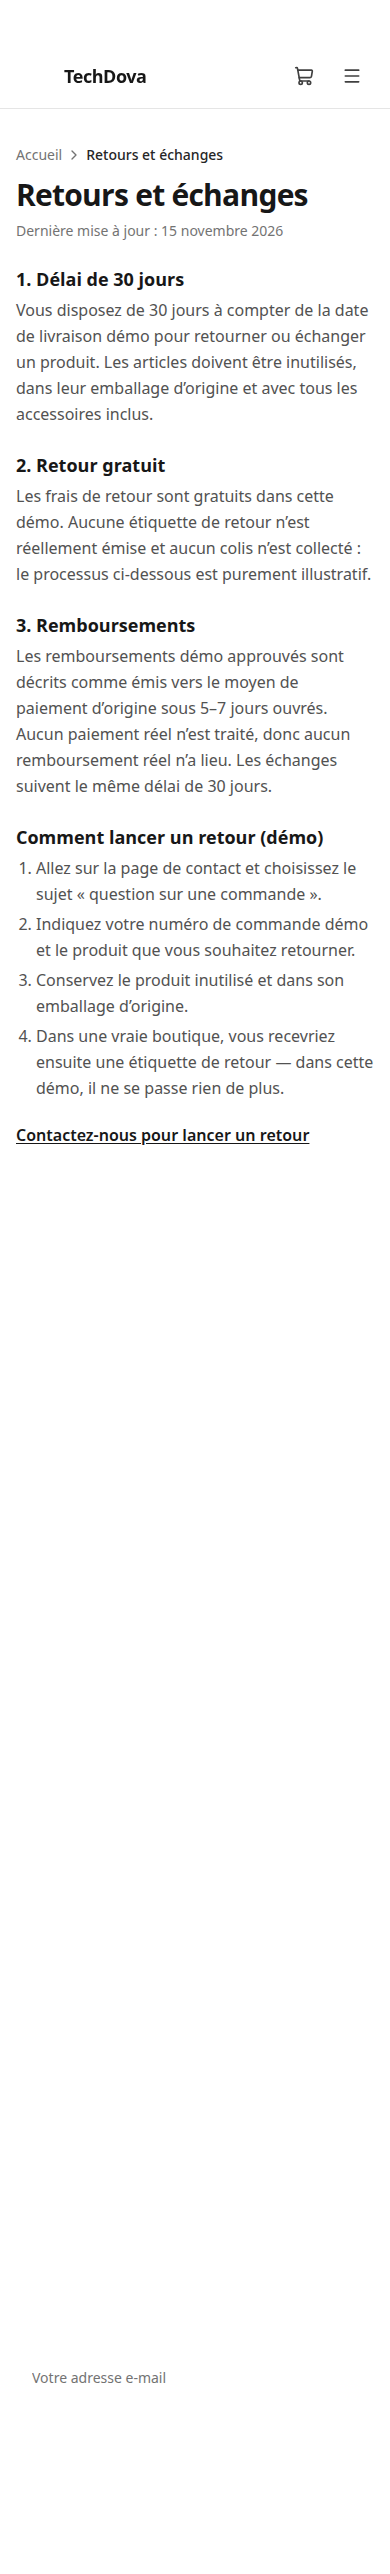 TechDova
Accueil > Retours et échanges
Retours et échanges
Dernière mise à jour : 15 novembre 2026
1. Délai de 30 jours
Vous disposez de 30 jours à compter de la date
de livraison démo pour retourner ou échanger
un produit. Les articles doivent être inutilisés,
dans leur emballage d’origine et avec tous les
accessoires inclus.
2. Retour gratuit
Les frais de retour sont gratuits dans cette
démo. Aucune étiquette de retour n’est
réellement émise et aucun colis n’est collecté :
le processus ci-dessous est purement illustratif.
3. Remboursements
Les remboursements démo approuvés sont
décrits comme émis vers le moyen de
paiement d’origine sous 5–7 jours ouvrés.
Aucun paiement réel n’est traité, donc aucun
remboursement réel n’a lieu. Les échanges
suivent le même délai de 30 jours.
Comment lancer un retour (démo)
1. Allez sur la page de contact et choisissez le
sujet « question sur une commande ».
2. Indiquez votre numéro de commande démo
et le produit que vous souhaitez retourner.
3. Conservez le produit inutilisé et dans son
emballage d’origine.
4. Dans une vraie boutique, vous recevriez
ensuite une étiquette de retour — dans cette
démo, il ne se passe rien de plus.
Contactez-nous pour lancer un retour
Votre adresse e-mail